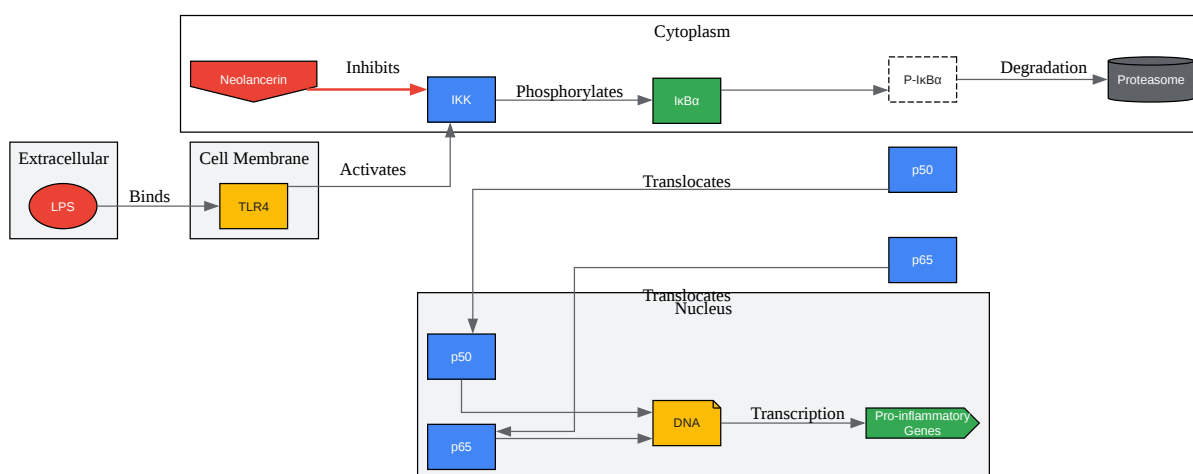 Cytoplasm
Neolancerin
Inhibits
IKK
Phosphorylates
IκBα
P-IκBα
Degradation
Proteasome
Extracellular
LPS
Binds
Cell Membrane
TLR4
Activates
Translocates
p50
p65
Translocates
Nucleus
p50
p65
DNA
Transcription
Pro-inflammatory
Genes